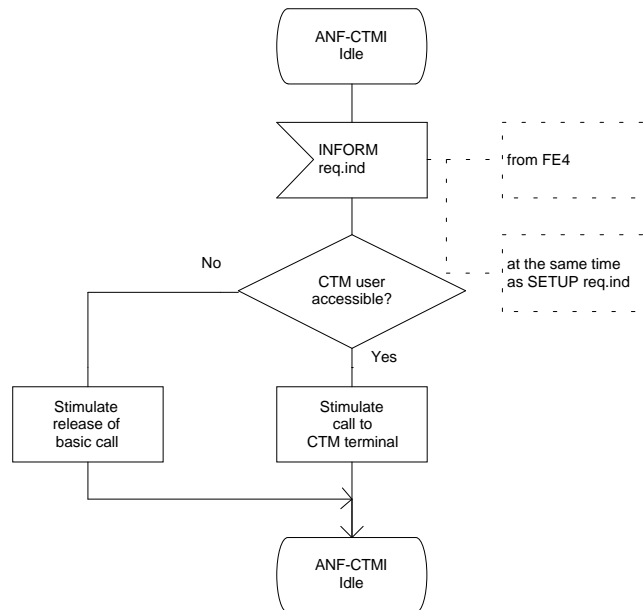 ANF-CTMI
Idle
INFORM
req.ind
from FE4
at the same time
as SETUP req.ind
CTM user
accessible?
No
Yes
Stimulate
release of
basic call
Stimulate
call to
CTM terminal
ANF-CTMI
Idle